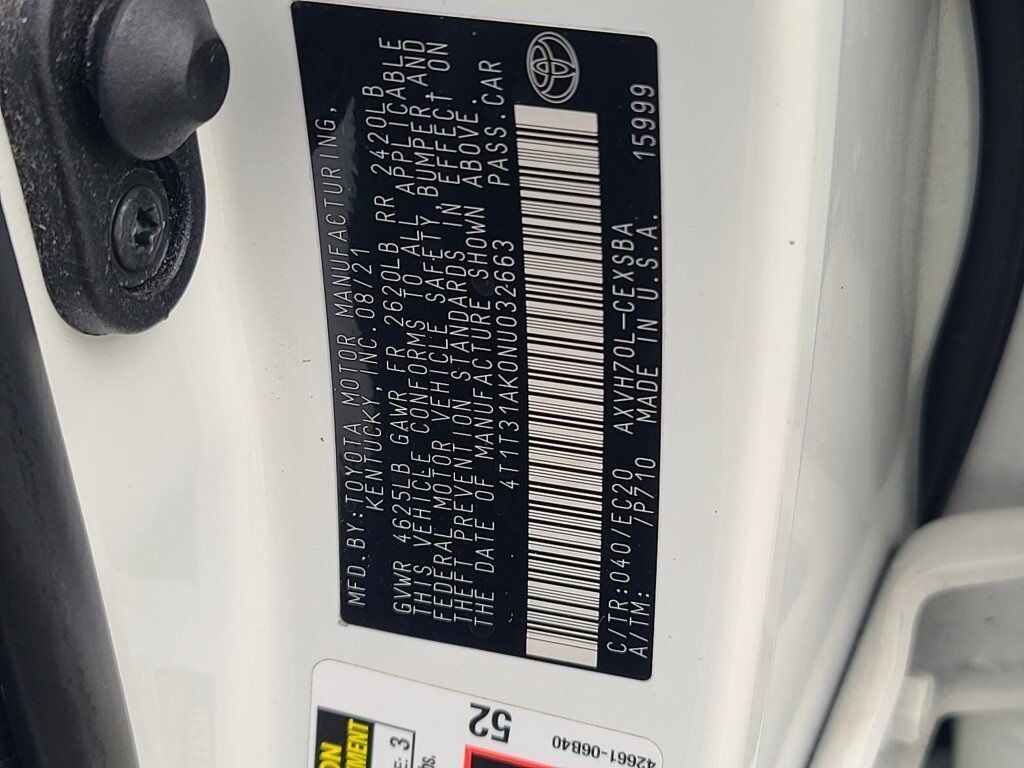 MFD.BY:TOYOTA MOTOR MANUFACTURING,
KENTUCKY, INC.08/21
GVWR 4625LB GAWR FR 2620LB RR 2420LB
THIS VEHICLE CONFORMS TO ALL APPLICABLE
FEDERAL MOTOR VEHICLE SAFETY, BUMPER AND
THEFT PREVENTION STANDARDS IN EFFECT ON
THE DATE OF MANUFACTURE SHOWN ABOVE.
4T1T31AK0NU032663 PASS.CAR
C/TR:040/EC20 AXVH70L-CEXSBA 15999
A/TM: 7P710 MADE IN U.S.A.
52
42661-06B40
3